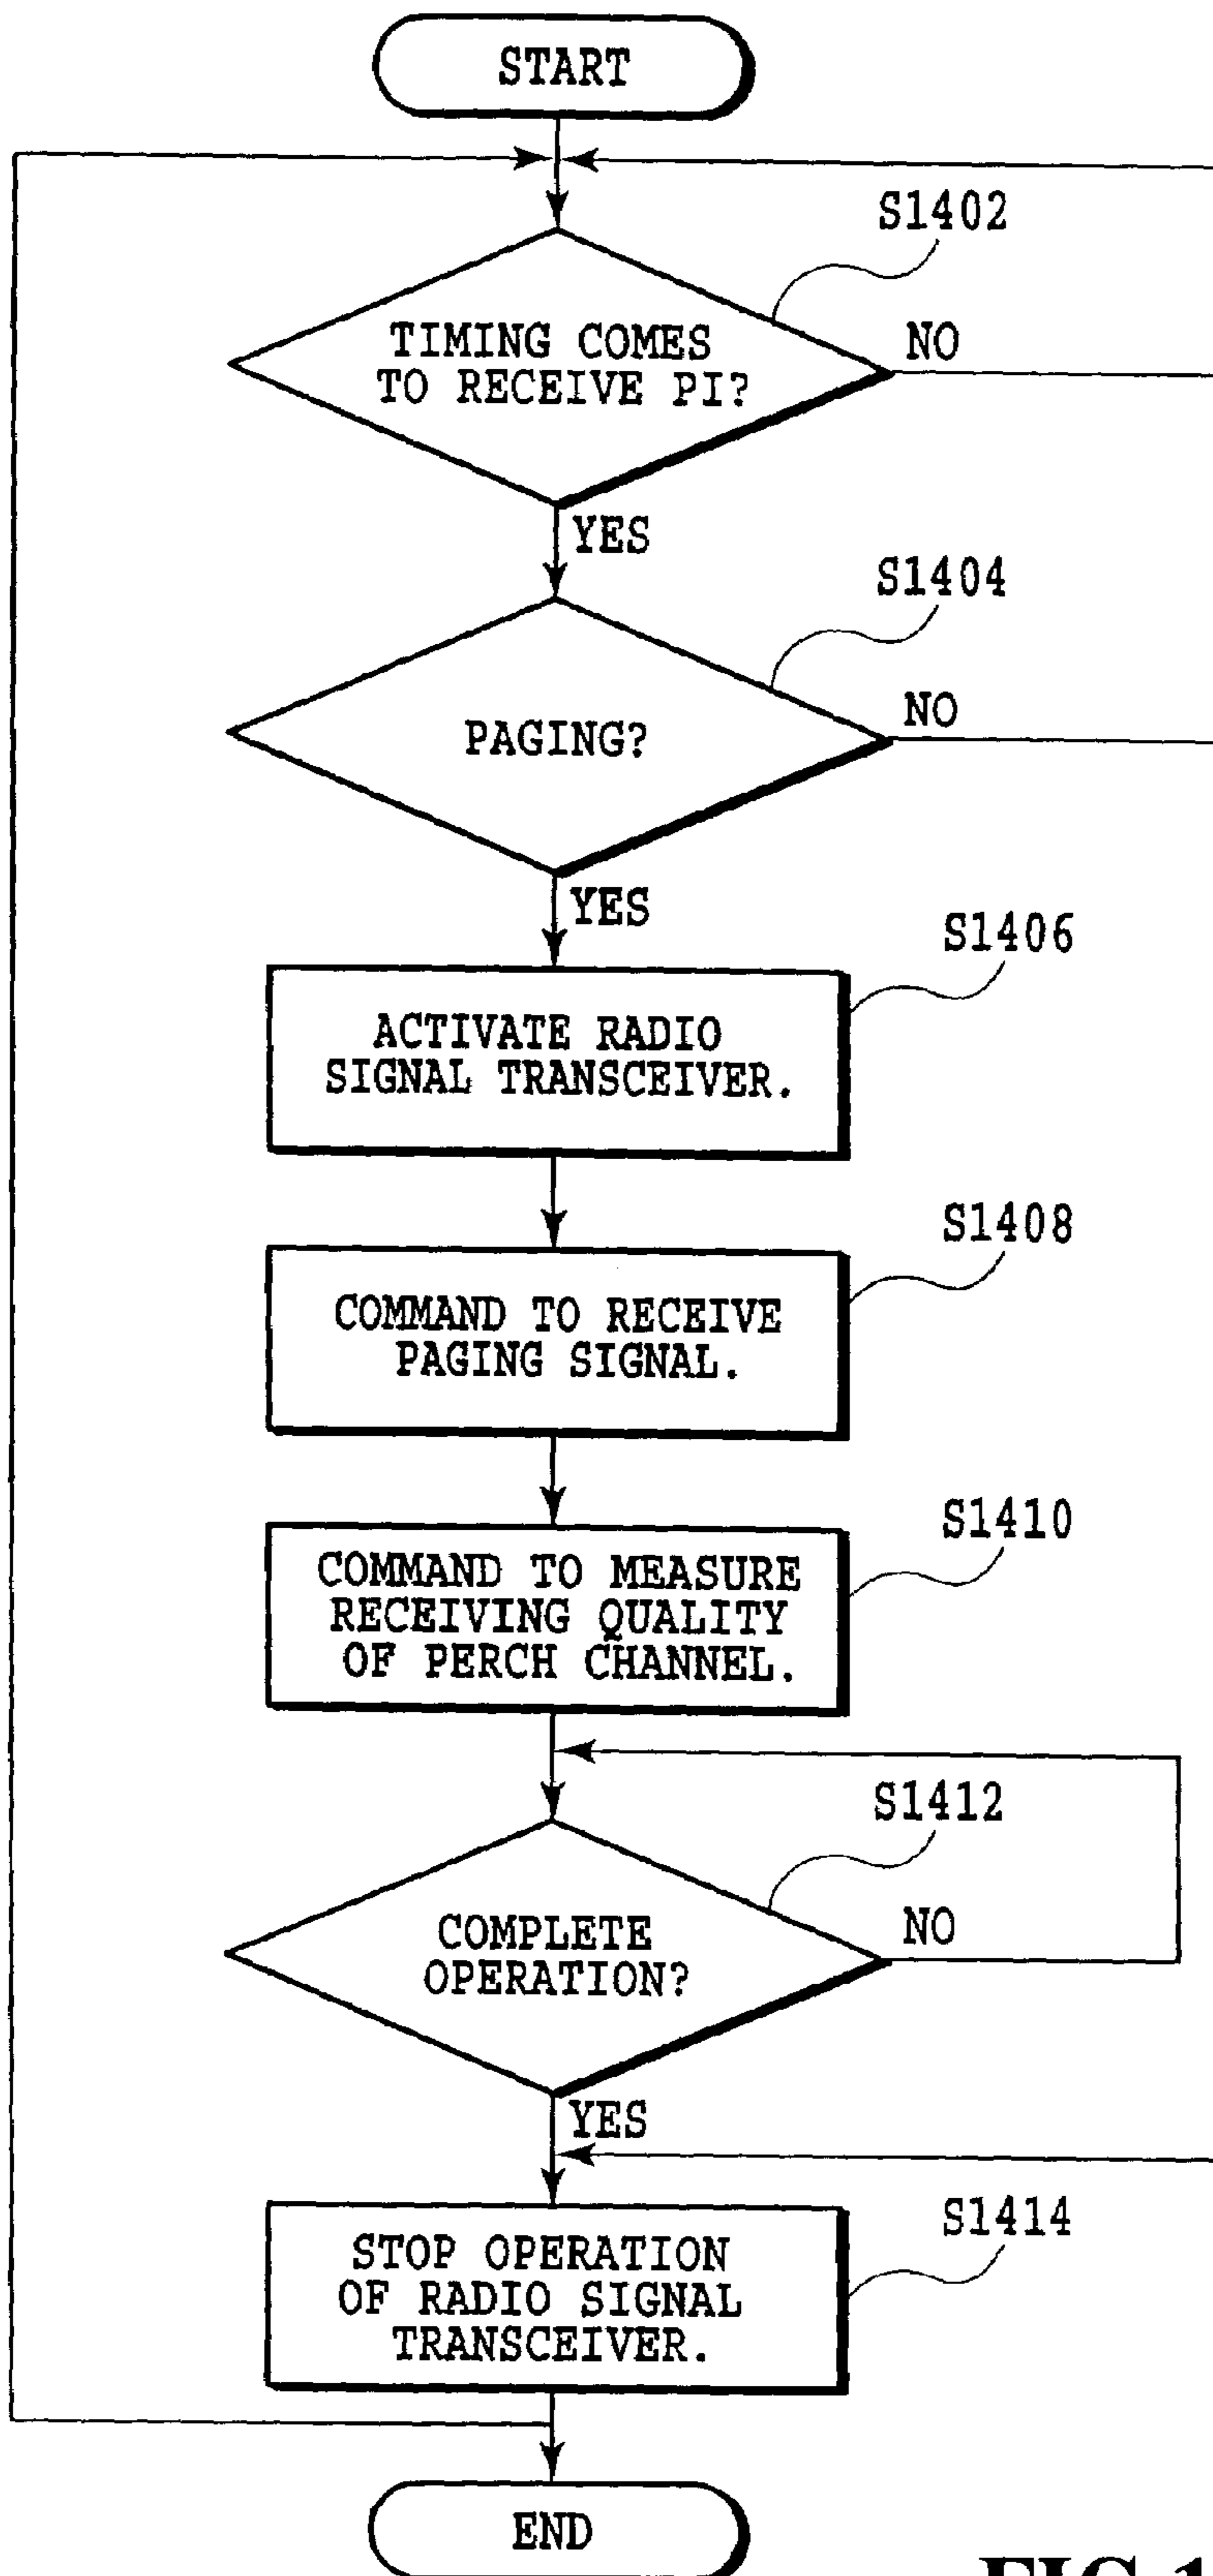 START
S1402
TIMING COMES
TO RECEIVE PI?
NO
YES
S1404
PAGING?
NO
YES
S1406
ACTIVATE RADIO
SIGNAL TRANSCEIVER.
S1408
COMMAND TO RECEIVE
PAGING SIGNAL.
S1410
COMMAND TO MEASURE
RECEIVING QUALITY
OF PERCH CHANNEL.
S1412
COMPLETE
OPERATION?
NO
YES
S1414
STOP OPERATION
OF RADIO SIGNAL
TRANSCEIVER.
END